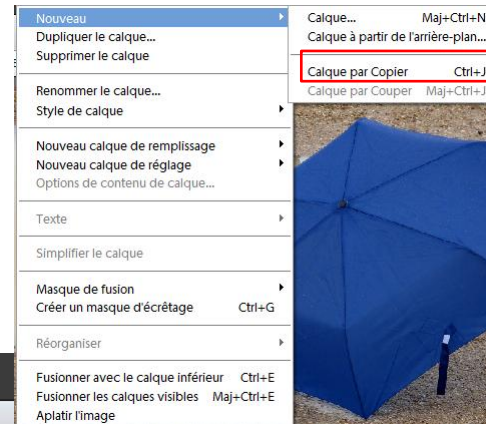 Nouveau
Dupliquer le calque...
Supprimer le calque
Renommer le calque...
Style de calque
Nouveau calque de remplissage
Nouveau calque de réglage
Options de contenu de calque...
Texte
Simplifier le calque
Masque de fusion
Créer un masque d'écrêtage Ctrl+G
Réorganiser
Fusionner avec le calque inférieur Ctrl+E
Fusionner les calques visibles Maj+Ctrl+E
Aplatir l'image
Calque... Maj+Ctrl+N
Calque à partir de l'arrière-plan...
Calque par Copier Ctrl+J
Calque par Couper Maj+Ctrl+J